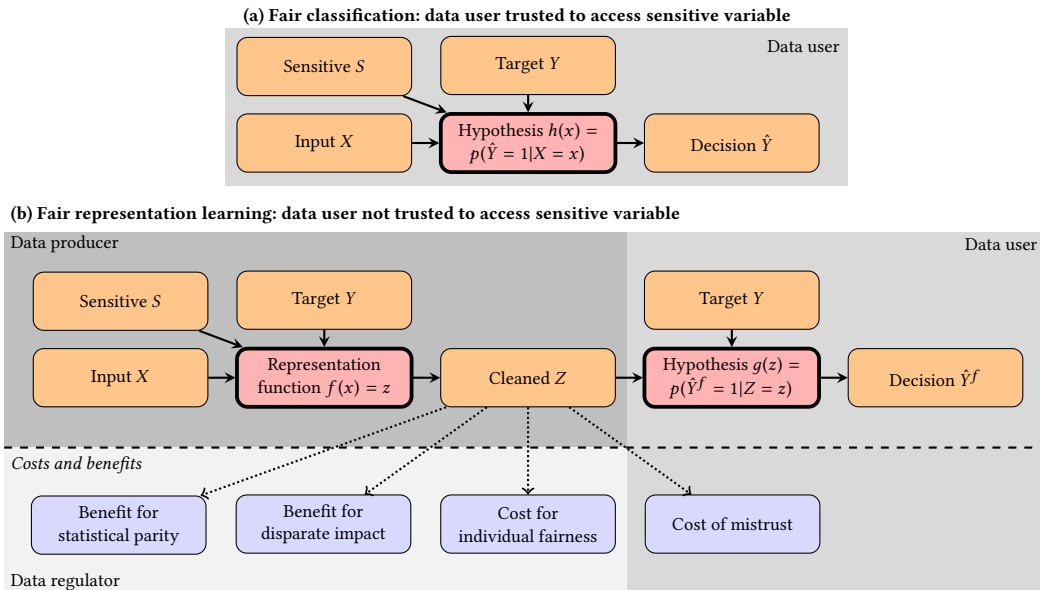 (a) Fair classification: data user trusted to access sensitive variable
Data user
Sensitive S
Target Y
Input X
Hypothesis h(x) =
p(Ŷ = 1|X = x)
Decision Ŷ
(b) Fair representation learning: data user not trusted to access sensitive variable
Data producer
Data user
Sensitive S
Target Y
Target Y
Input X
Representation
function f(x) = z
Cleaned Z
Hypothesis g(z) =
p(Ŷᶠ = 1|Z = z)
Decision Ŷᶠ
Costs and benefits
Benefit for
statistical parity
Benefit for
disparate impact
Cost for
individual fairness
Cost of mistrust
Data regulator